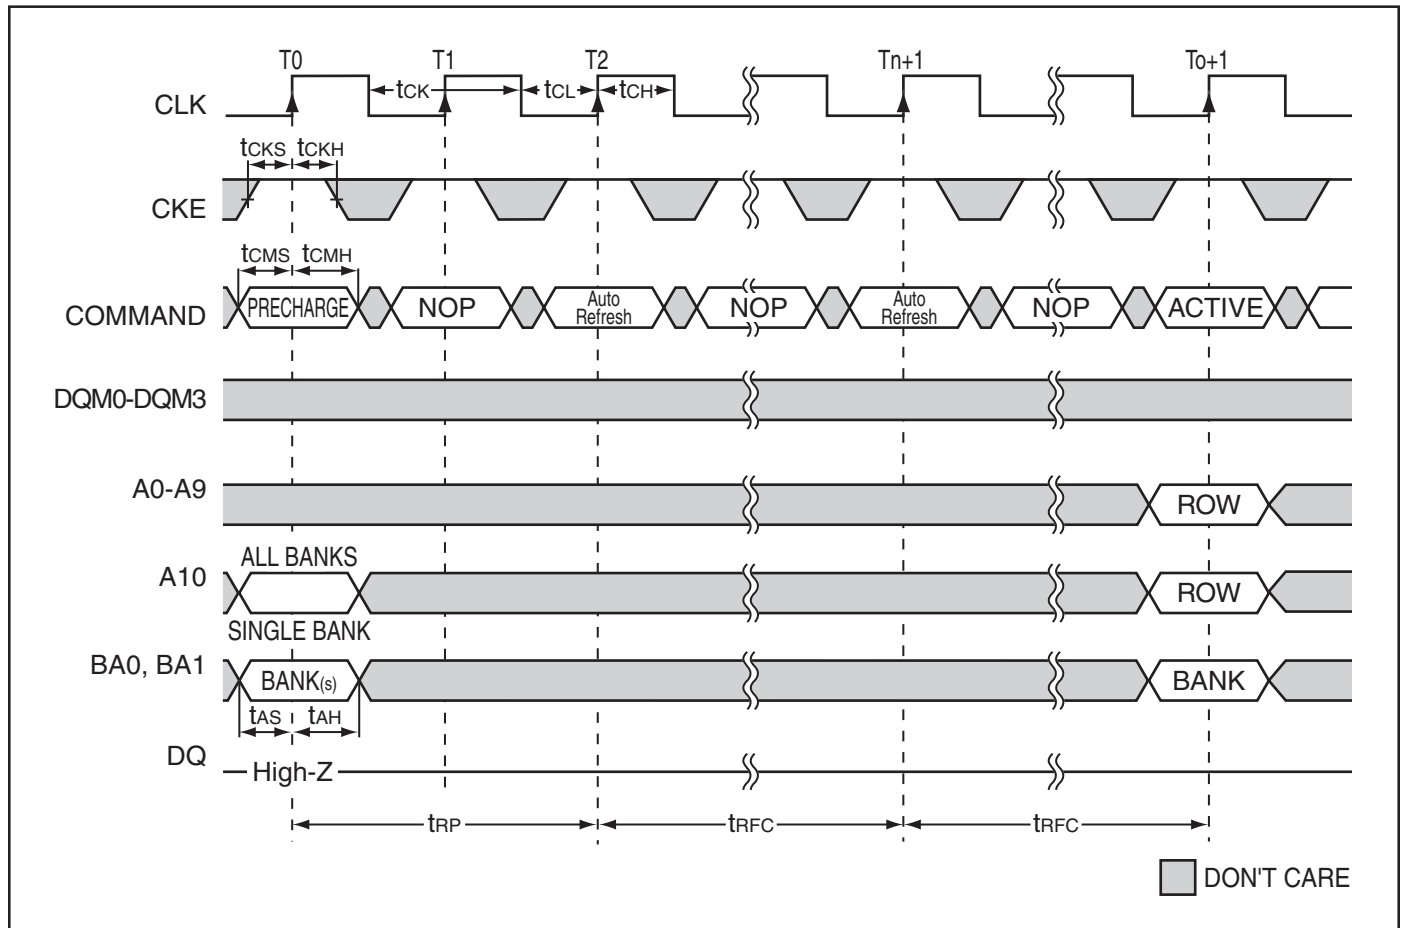 T0 T1 T2 Tn+1 To+1
CLK tCK tCL tCH
tCKS tCKH
CKE
tCMS tCMH
COMMAND PRECHARGE NOP Auto Refresh NOP Auto Refresh NOP ACTIVE
DQM0-DQM3
A0-A9 ROW
ALL BANKS
A10 ROW
SINGLE BANK
BA0, BA1 BANK(s) BANK
tAS tAH
DQ High-Z
tRP tRFC tRFC
DON'T CARE